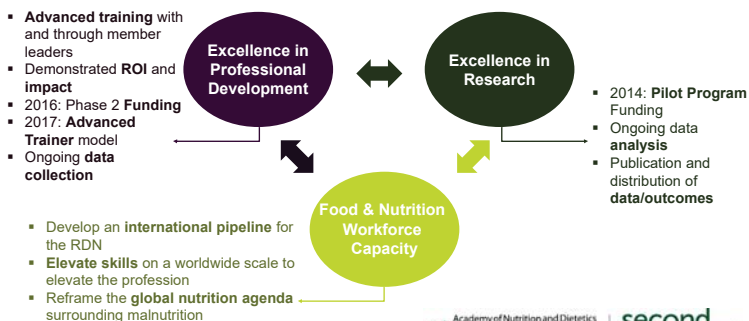 ▪ Advanced training with
and through member
leaders
▪ Demonstrated ROI and
impact
▪ 2016: Phase 2 Funding
▪ 2017: Advanced
Trainer model
▪ Ongoing data
collection
Excellence in
Professional
Development
Excellence in
Research
▪ 2014: Pilot Program
Funding
▪ Ongoing data
analysis
▪ Publication and
distribution of
data/outcomes
Food & Nutrition
Workforce
Capacity
▪ Develop an international pipeline for
the RDN
▪ Elevate skills on a worldwide scale to
elevate the profession
▪ Reframe the global nutrition agenda
surrounding malnutrition
Academy of Nutrition and Dietetics
second